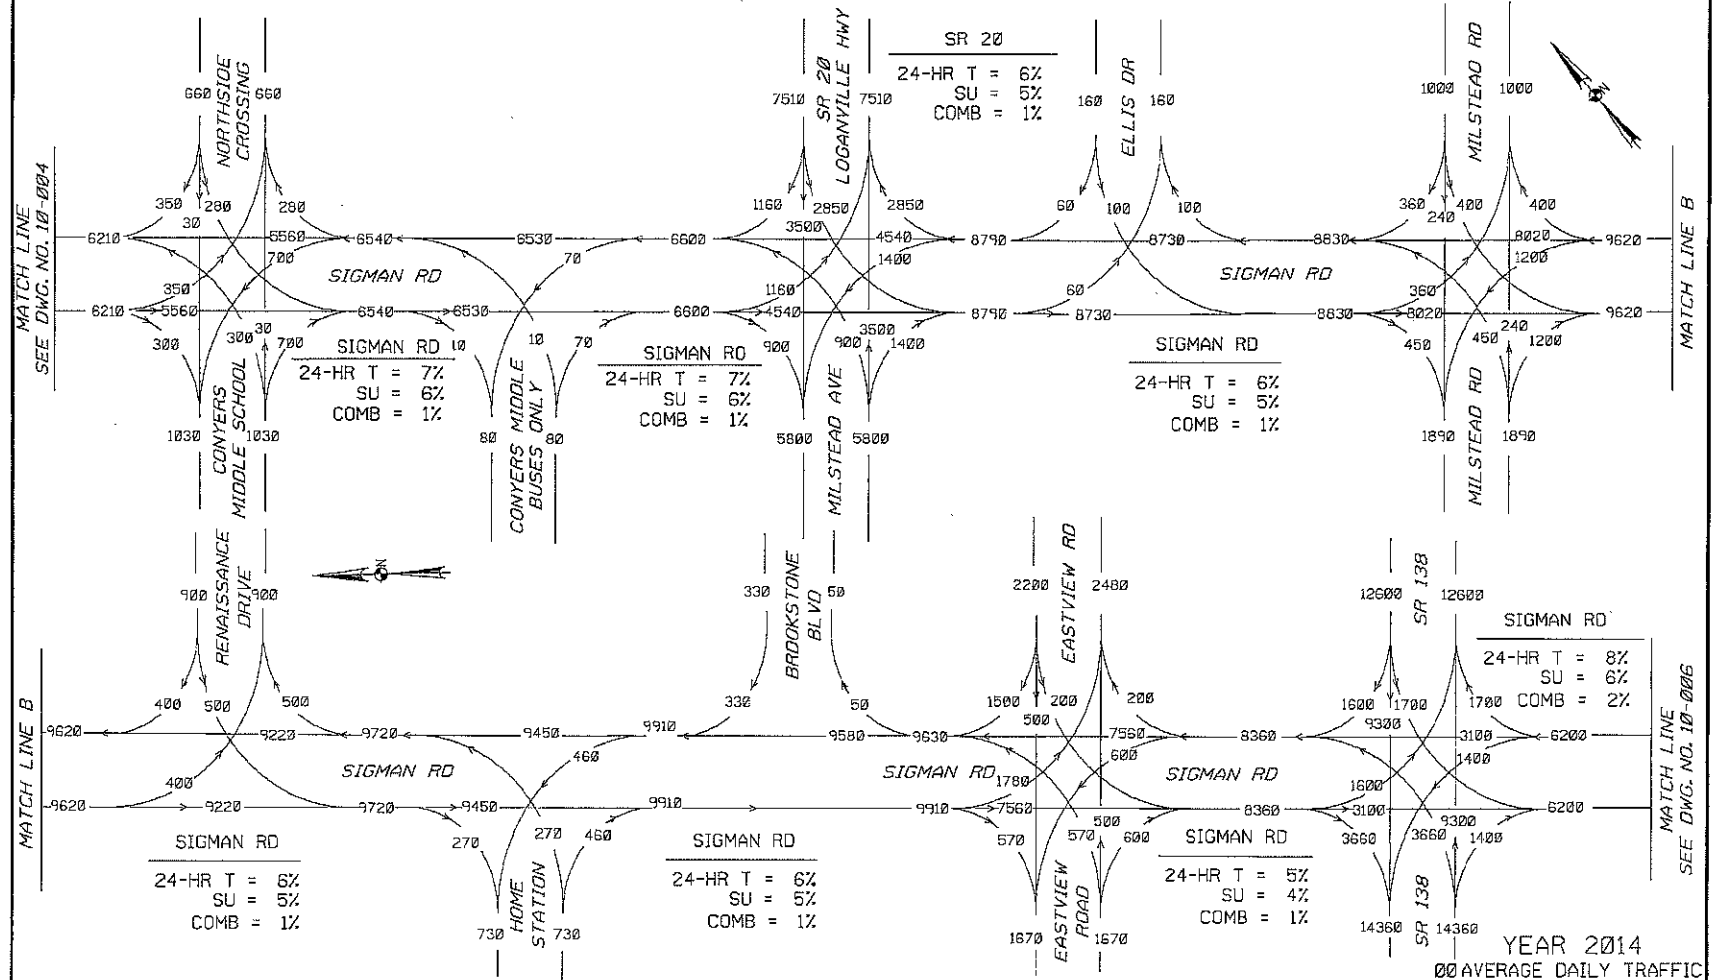 SR 20
24-HR T = 6%
SU = 5%
COMB = 1%
NORTHSIDE
CROSSING
SR 20
LOGANVILLE HWY
ELLIS DR
MILSTEAD RD
N
660 660
7510 7510
160 160
1000 1000
MATCH LINE
SEE DWG. NO. 10-004
350 280 280
30
1160 2850 2850
3500
60 100 100
360 400 400
240
6210 5560 6540 6530 6600 4540 8790 8730 8830 8020 9620
700 70 1400 1200
SIGMAN RD
SIGMAN RD
350 1160 60 360
6210 5560 6540 6530 6600 4540 8790 8730 8830 8020 9620
MATCH LINE B
300 300 30 700
10 10 70
900 900 3500 1400
450 450 240 1200
SIGMAN RD
24-HR T = 7%
SU = 6%
COMB = 1%
SIGMAN RD
24-HR T = 7%
SU = 6%
COMB = 1%
SIGMAN RD
24-HR T = 6%
SU = 5%
COMB = 1%
1030 1030
80 80
5800 5800
1890 1890
CONYERS
MIDDLE SCHOOL
CONYERS MIDDLE
BUSES ONLY
MILSTEAD AVE
MILSTEAD RD
RENAISSANCE
DRIVE
N
BROOKSTONE
BLVD
EASTVIEW RD
SR 138
900 900
330 50
2200 2480
12600 12600
SIGMAN RD
24-HR T = 8%
SU = 6%
COMB = 2%
MATCH LINE B
400 500 500
330 50
1500 200 200
500
1600 1700 1700
9300
9620 9220 9720 9450 9910 9580 9630 7560 8360 3100 6200
460 600 1400
SIGMAN RD
SIGMAN RD
SIGMAN RD
400 1780 1600
9620 9220 9720 9450 9910 9910 7560 8360 3100 6200
270 270 460
570 570 500 600
3660 3660 9300 1400
MATCH LINE
SEE DWG. NO. 10-006
SIGMAN RD
24-HR T = 6%
SU = 5%
COMB = 1%
SIGMAN RD
24-HR T = 6%
SU = 5%
COMB = 1%
SIGMAN RD
24-HR T = 5%
SU = 4%
COMB = 1%
HOME
STATION
EASTVIEW
ROAD
SR 138
730 730
1670 1670
14360 14360
YEAR 2014
00 AVERAGE DAILY TRAFFIC